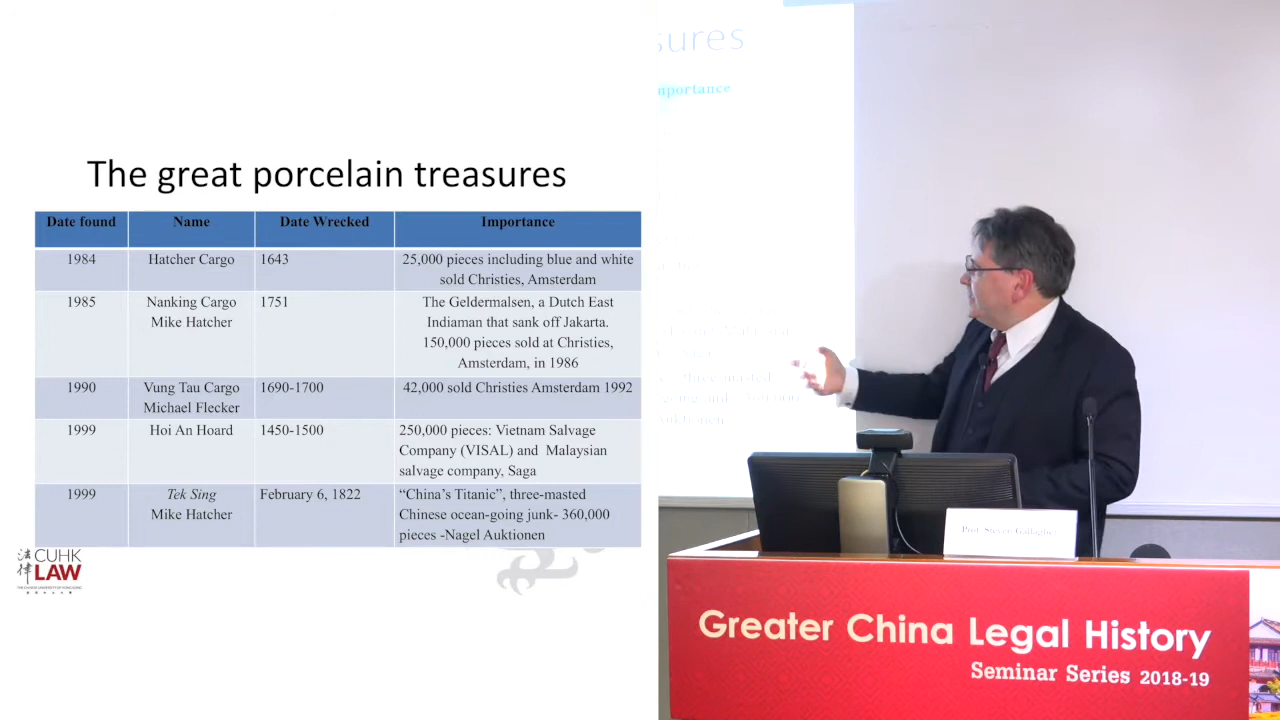 The great porcelain treasures
Date found Name Date Wrecked Importance
1984 Hatcher Cargo 1643 25,000 pieces including blue and white
sold Christies, Amsterdam
1985 Nanking Cargo 1751 The Geldermalsen, a Dutch East
Mike Hatcher Indiaman that sank off Jakarta.
150,000 pieces sold at Christies,
Amsterdam, in 1986
1990 Vung Tau Cargo 1690-1700 42,000 sold Christies Amsterdam 1992
Michael Flecker
1999 Hoi An Hoard 1450-1500 250,000 pieces: Vietnam Salvage
Company (VISAL) and Malaysian
salvage company, Saga
1999 Tek Sing February 6, 1822 “China’s Titanic”, three-masted
Mike Hatcher Chinese ocean-going junk- 360,000
pieces -Nagel Auktionen
法律 CUHK
LAW
sures
mportance
Prof. Steven Gallagher
Greater China Legal History
Seminar Series 2018-19